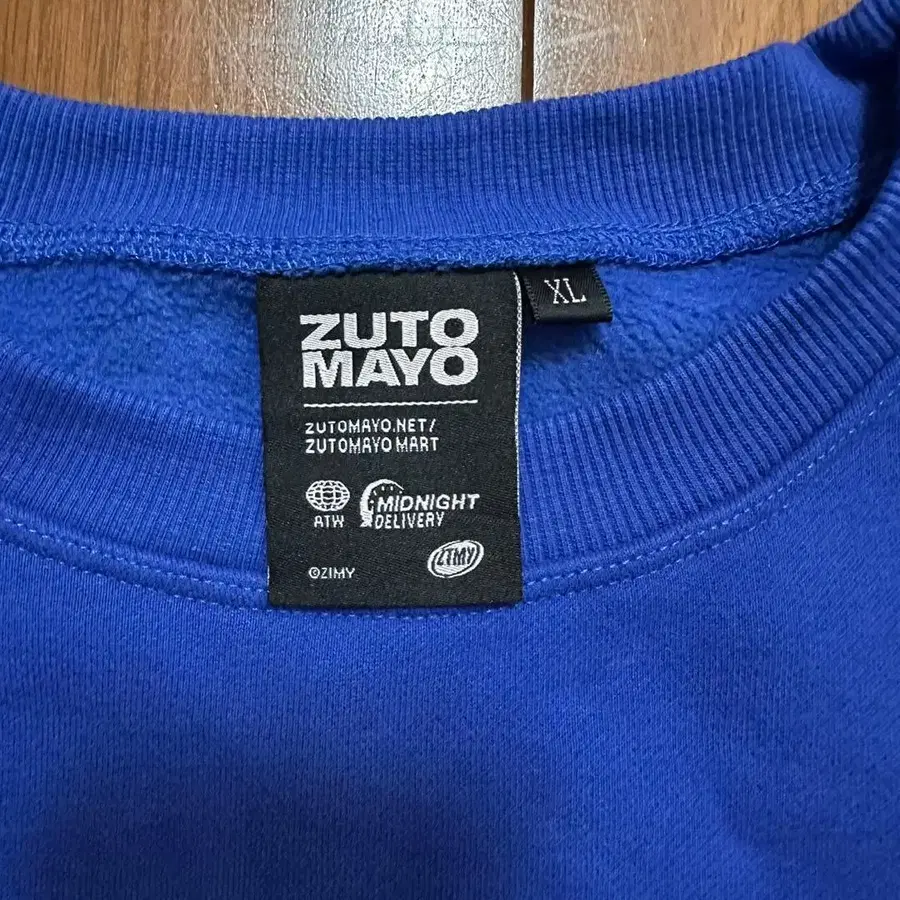 ZUTO
MAYO
XL
ZUTOMAYO.NET/
ZUTOMAYO MART
ATW
MIDNIGHT
DELIVERY
©ZIMY
ZTMY